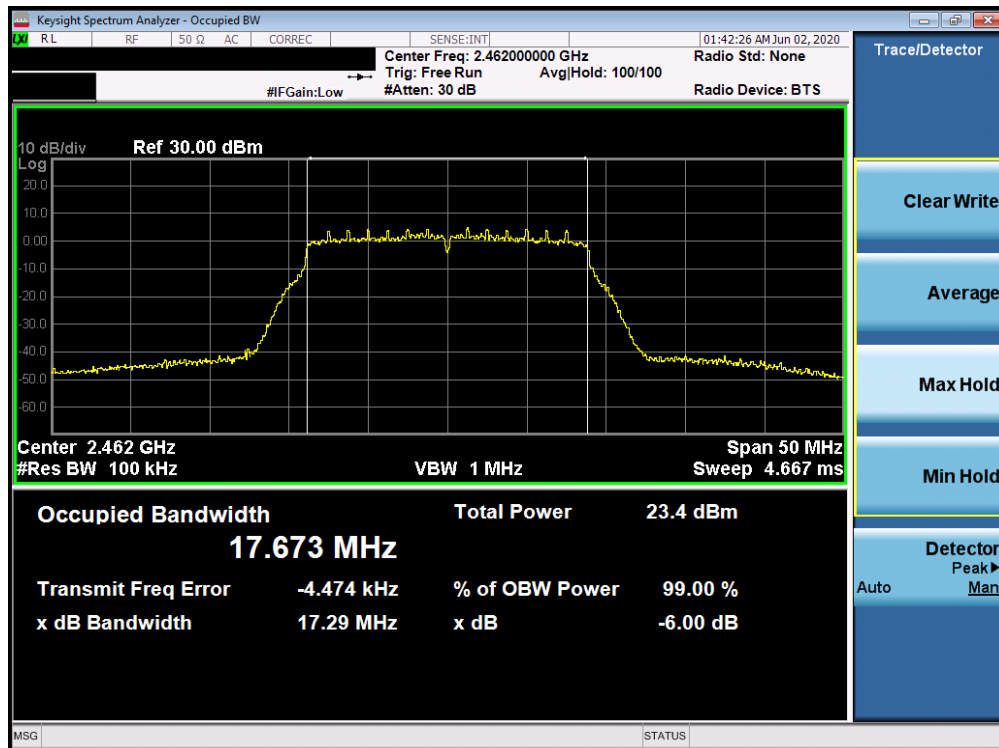 Keysight Spectrum Analyzer - Occupied BW
LXI RL RF 50 Ω AC CORREC SENSE:INT 01:42:26 AM Jun 02, 2020
Center Freq: 2.462000000 GHz Radio Std: None
Trig: Free Run Avg|Hold: 100/100
#IFGain:Low #Atten: 30 dB Radio Device: BTS
10 dB/div Ref 30.00 dBm
Log
20.0
10.0
0.00
-10.0
-20.0
-30.0
-40.0
-50.0
-60.0
Center 2.462 GHz Span 50 MHz
#Res BW 100 kHz VBW 1 MHz Sweep 4.667 ms
Occupied Bandwidth Total Power 23.4 dBm
17.673 MHz
Transmit Freq Error -4.474 kHz % of OBW Power 99.00 %
x dB Bandwidth 17.29 MHz x dB -6.00 dB
MSG STATUS
Trace/Detector
Clear Write
Average
Max Hold
Min Hold
Detector
Peak▶
Auto Man